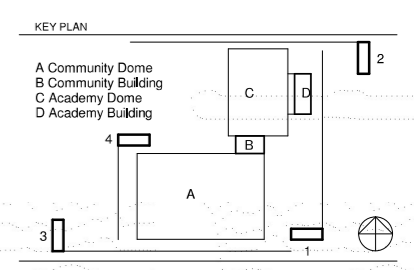 KEY PLAN
A Community Dome
B Community Building
C Academy Dome
D Academy Building
2
C
D
4
B
A
3
1